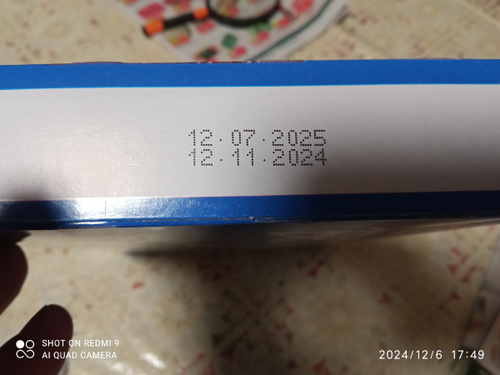 12.07.2025
12.11.2024
SHOT ON REDMI 9
AI QUAD CAMERA
2024/12/6 17:49